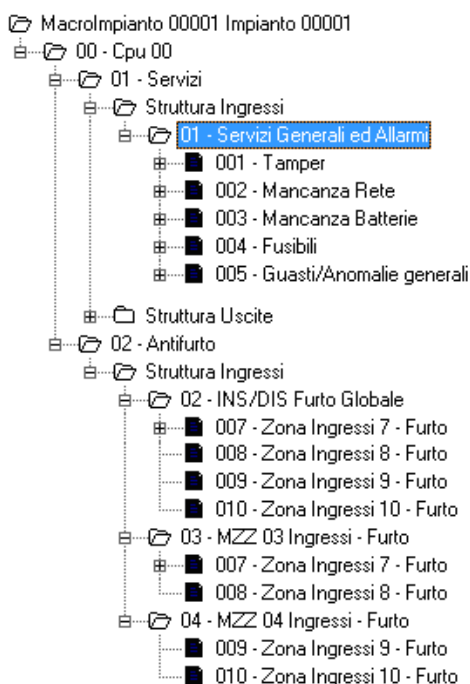 MacroImpianto 00001 Impianto 00001
00 - Cpu 00
01 - Servizi
Struttura Ingressi
01 - Servizi Generali ed Allarmi
001 - Tamper
002 - Mancanza Rete
003 - Mancanza Batterie
004 - Fusibili
005 - Guasti/Anomalie generali
Struttura Uscite
02 - Antifurto
Struttura Ingressi
02 - INS/DIS Furto Globale
007 - Zona Ingressi 7 - Furto
008 - Zona Ingressi 8 - Furto
009 - Zona Ingressi 9 - Furto
010 - Zona Ingressi 10 - Furto
03 - MZZ 03 Ingressi - Furto
007 - Zona Ingressi 7 - Furto
008 - Zona Ingressi 8 - Furto
04 - MZZ 04 Ingressi - Furto
009 - Zona Ingressi 9 - Furto
010 - Zona Ingressi 10 - Furto